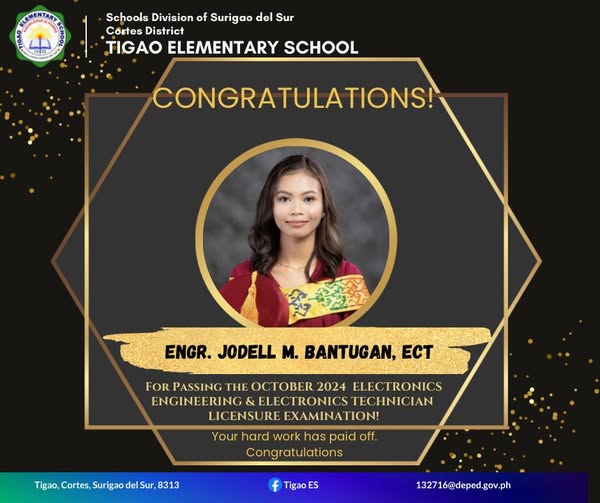 TIGAO ELEMENTARY SCHOOL
Schools Division of Surigao del Sur
Cortes District
TIGAO ELEMENTARY SCHOOL
CONGRATULATIONS!
ENGR. JODELL M. BANTUGAN, ECT
FOR PASSING THE OCTOBER 2024 ELECTRONICS
ENGINEERING & ELECTRONICS TECHNICIAN
LICENSURE EXAMINATION!
Your hard work has paid off.
Congratulations
Tigao, Cortes, Surigao del Sur, 8313
Tigao ES
132716@deped.gov.ph